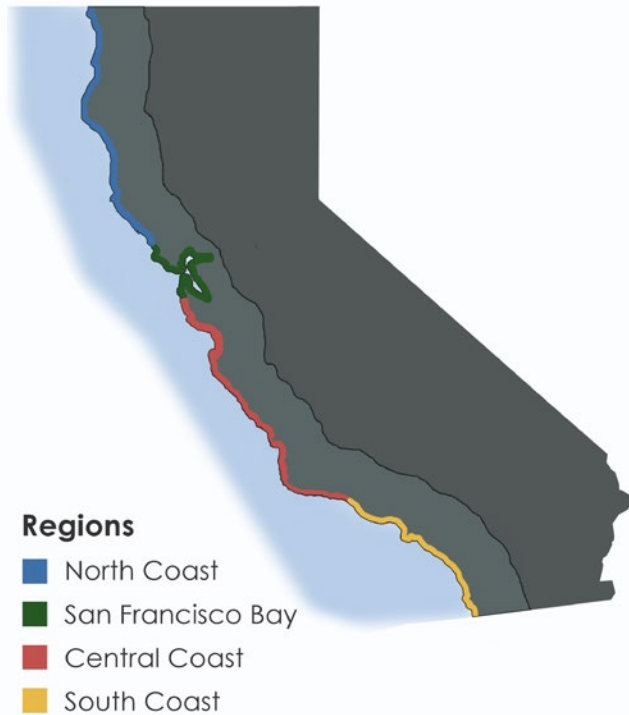 Regions
North Coast
San Francisco Bay
Central Coast
South Coast